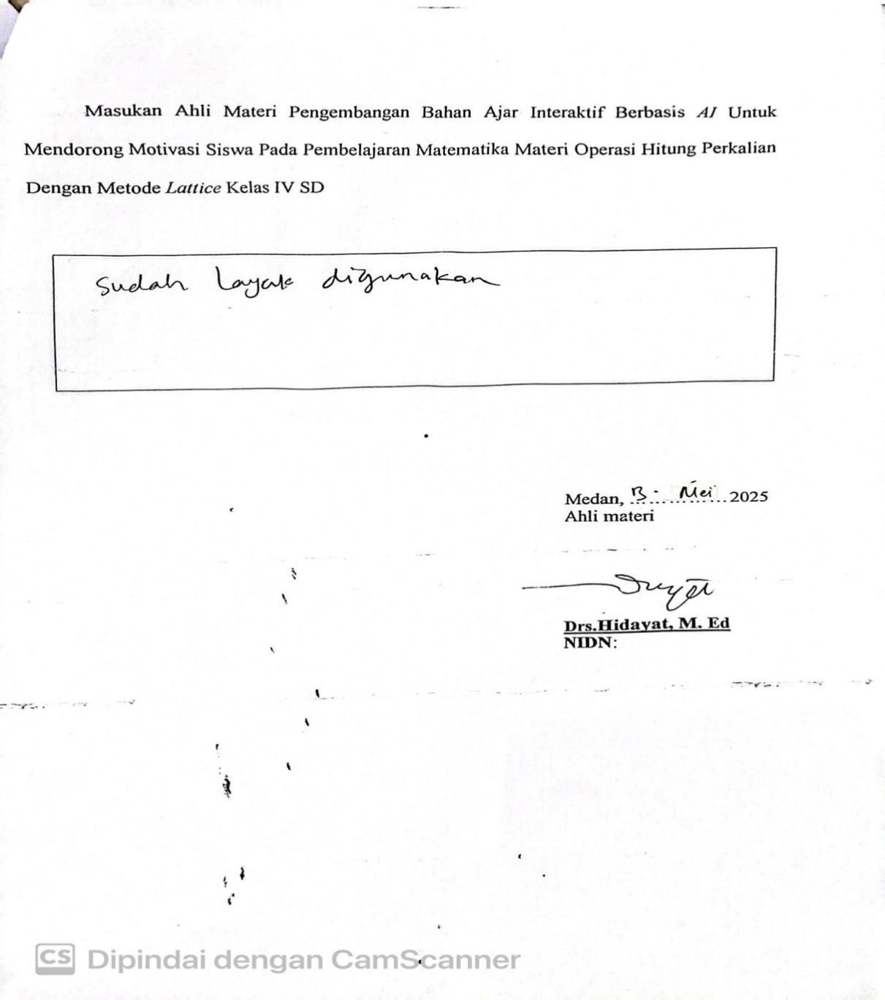 Masukan Ahli Materi Pengembangan Bahan Ajar Interaktif Berbasis AI Untuk
Mendorong Motivasi Siswa Pada Pembelajaran Matematika Materi Operasi Hitung Perkalian
Dengan Metode Lattice Kelas IV SD
Sudah layak digunakan
Medan, 13 - Mei 2025
Ahli materi
Drs.Hidayat, M. Ed
NIDN:
CS Dipindai dengan CamScanner